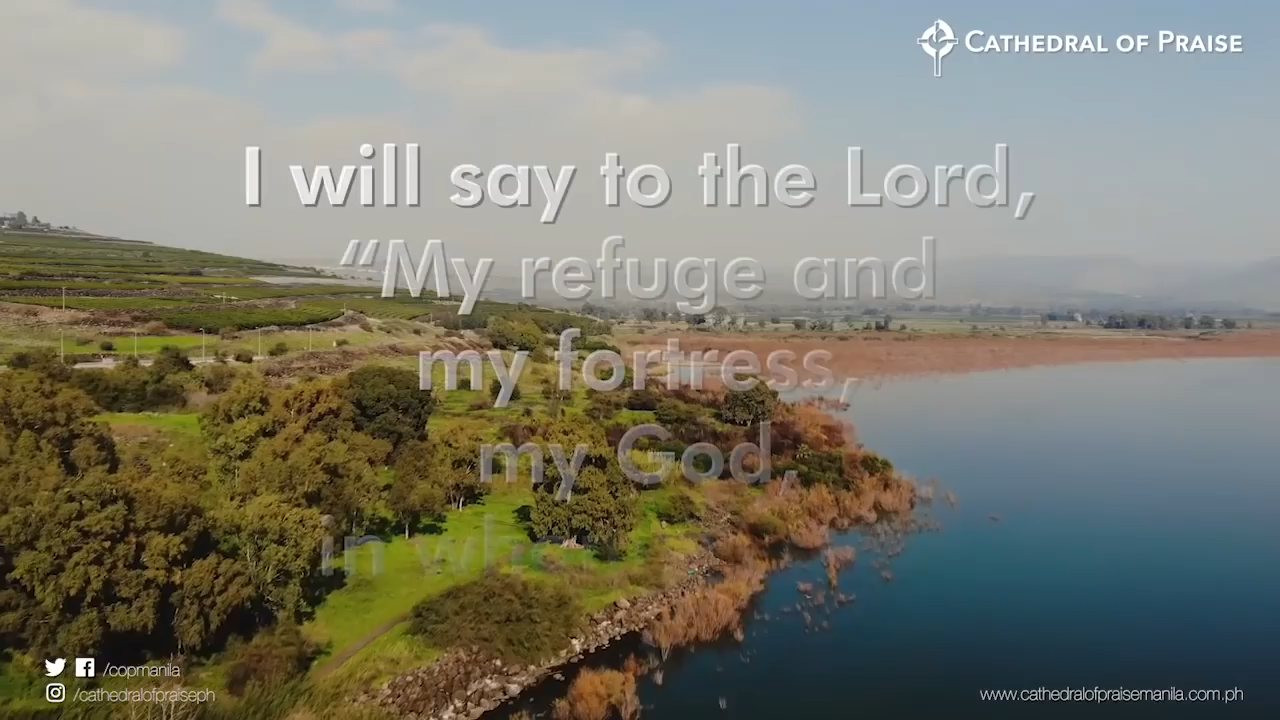 CATHEDRAL OF PRAISE
I will say to the Lord,
“My refuge and
my fortress,
my God,
in
/copmanila
/cathedralofpraiseph
www.cathedralofpraisemanila.com.ph